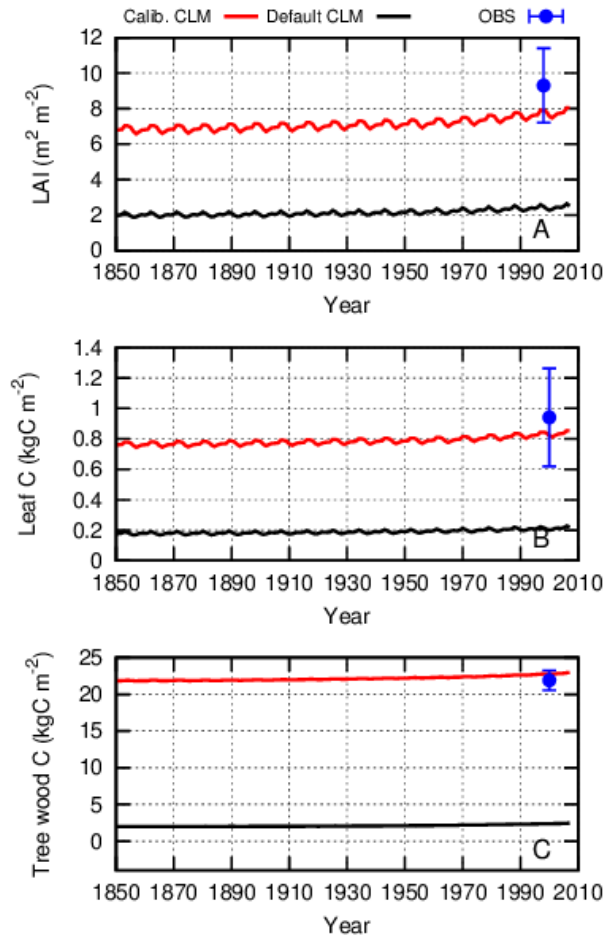 Calib. CLM Default CLM OBS
12
10
8
6
4
2
0
LAI (m² m⁻²)
A
1850 1870 1890 1910 1930 1950 1970 1990 2010
Year
1.4
1.2
1
0.8
0.6
0.4
0.2
0
Leaf C (kgC m⁻²)
B
1850 1870 1890 1910 1930 1950 1970 1990 2010
Year
25
20
15
10
5
0
Tree wood C (kgC m⁻²)
C
1850 1870 1890 1910 1930 1950 1970 1990 2010
Year